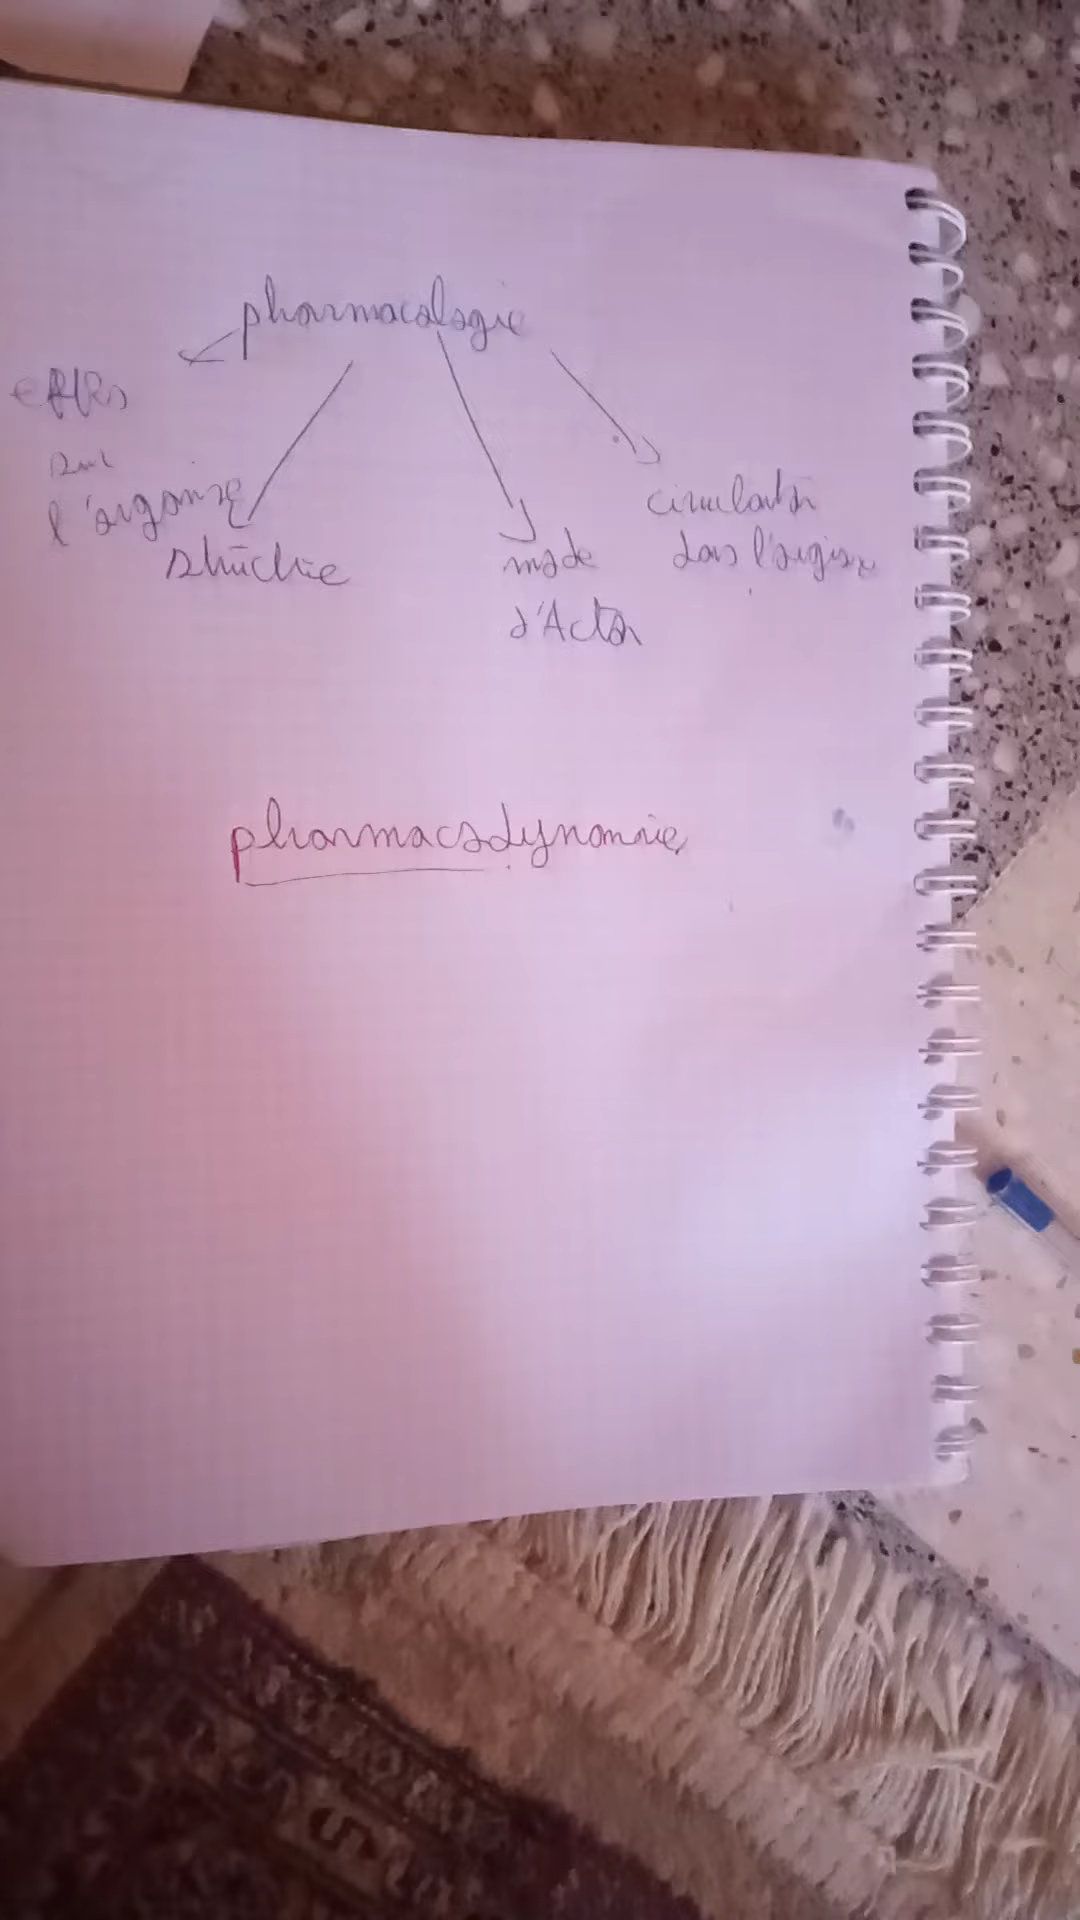 pharmacologie
effets
sur
l'organisme
structure
mode
d'Action
circulation
dans l'organisme
pharmacodynamie